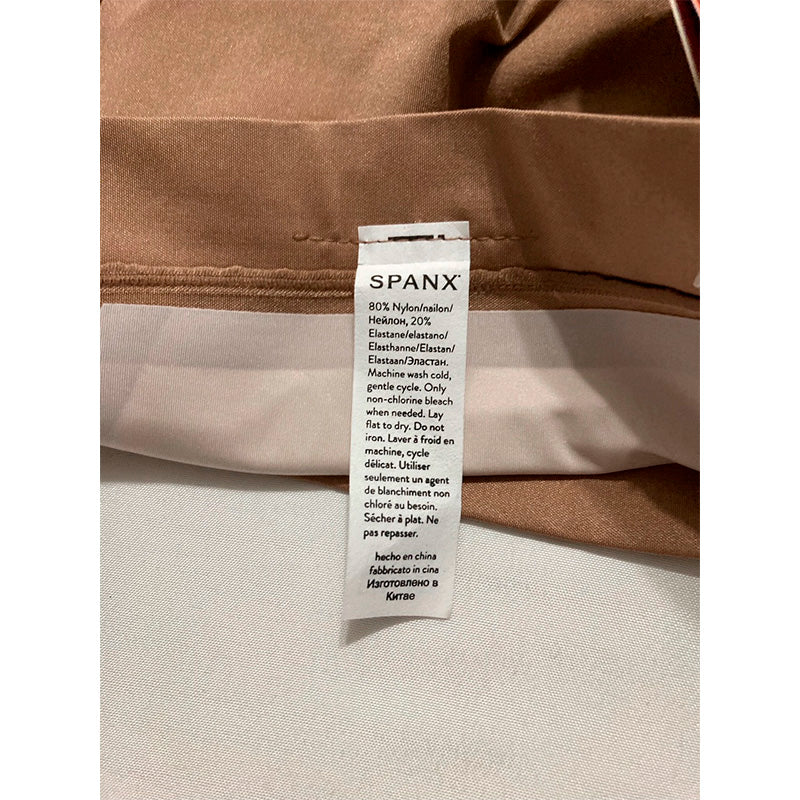 SPANX
80% Nylon/nailon/
Нейлон, 20%
Elastane/elastano/
Elasthanne/Elastan/
Elastaan/Эластан.
Machine wash cold,
gentle cycle. Only
non-chlorine bleach
when needed. Lay
flat to dry. Do not
iron. Laver à froid en
machine, cycle
délicat. Utiliser
seulement un agent
de blanchiment non
chloré au besoin.
Sécher à plat. Ne
pas repasser.
hecho en china
fabbricato in cina
Изготовлено в
Китае